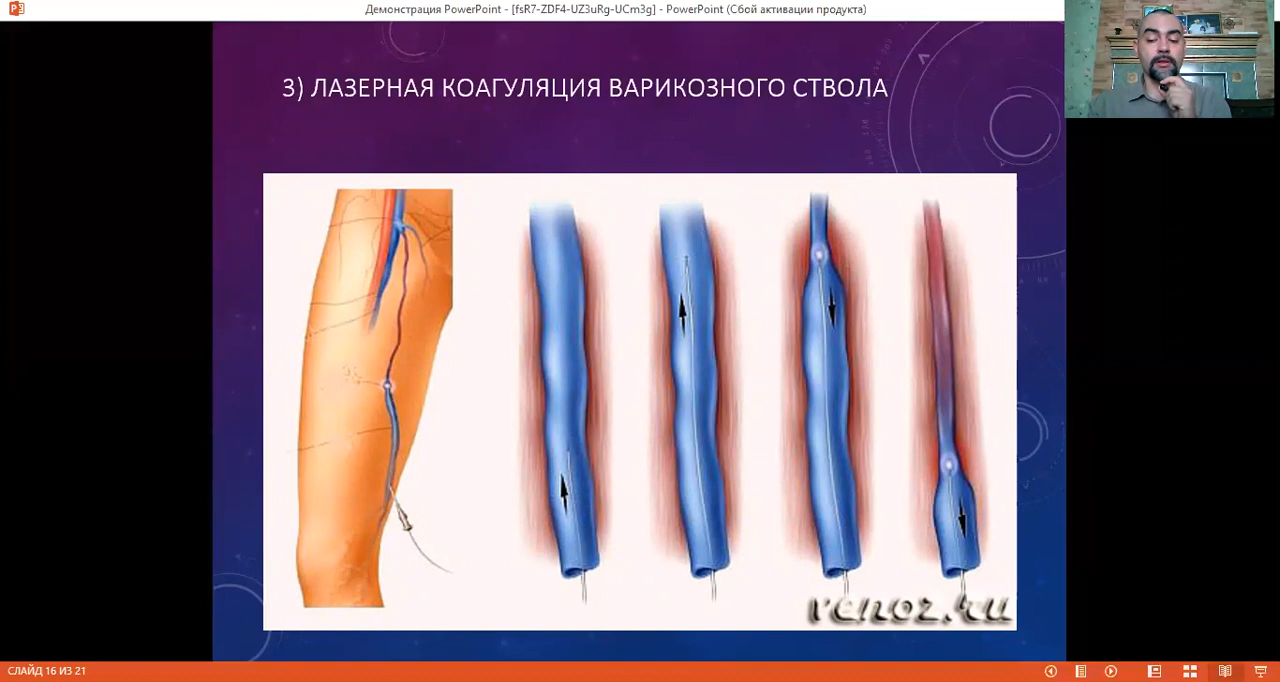 Демонстрация PowerPoint - [fsR7-ZDF4-UZ3uRg-UCm3g] - PowerPoint (Сбой активации продукта)
3) ЛАЗЕРНАЯ КОАГУЛЯЦИЯ ВАРИКОЗНОГО СТВОЛА
venoz.4u
СЛАЙД 16 ИЗ 21